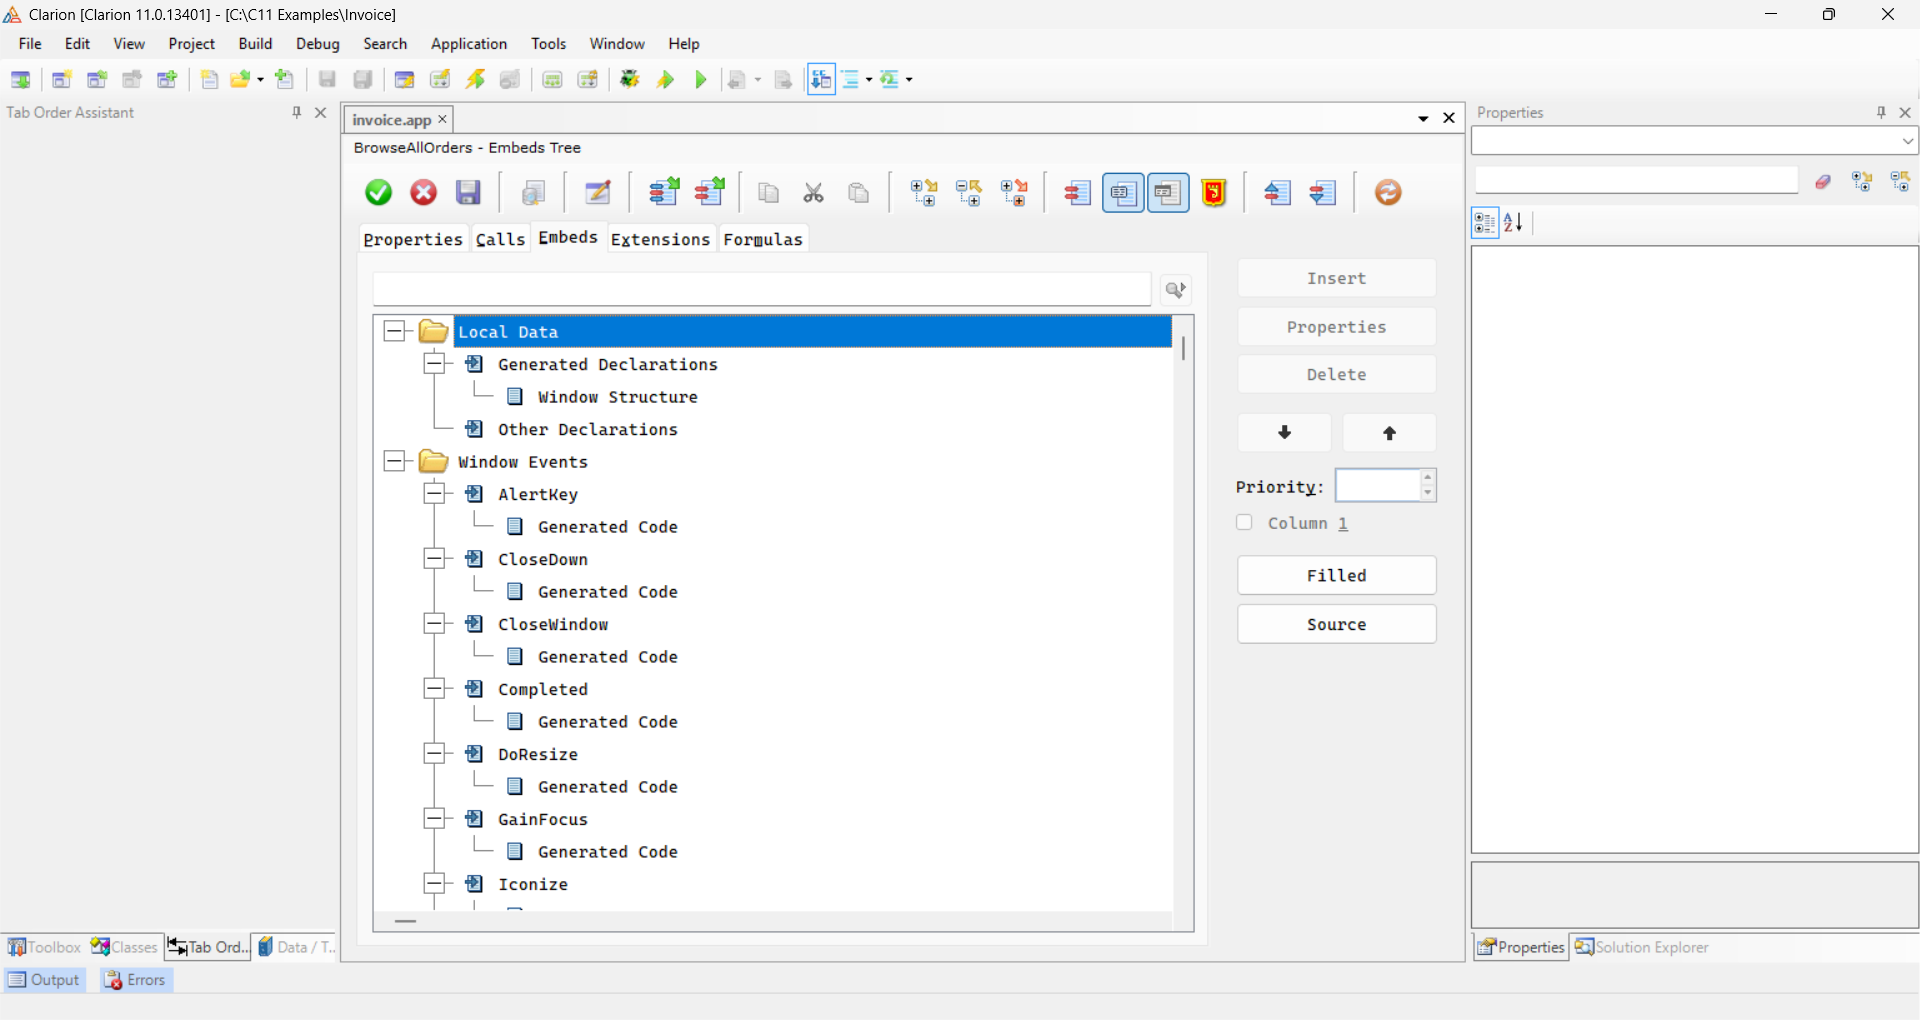 Clarion [Clarion 11.0.13401] - [C:\C11 Examples\Invoice]
File Edit View Project Build Debug Search Application Tools Window Help
Tab Order Assistant
invoice.app
Properties
BrowseAllOrders - Embeds Tree
Properties Calls Embeds Extensions Formulas
Insert
Local Data
Properties
Generated Declarations
Delete
Window Structure
Other Declarations
Window Events
Priority:
AlertKey
Column 1
Generated Code
CloseDown
Filled
Generated Code
CloseWindow
Source
Generated Code
Completed
Generated Code
DoResize
Generated Code
GainFocus
Generated Code
Iconize
Toolbox Classes Tab Ord... Data / T...
Properties Solution Explorer
Output Errors